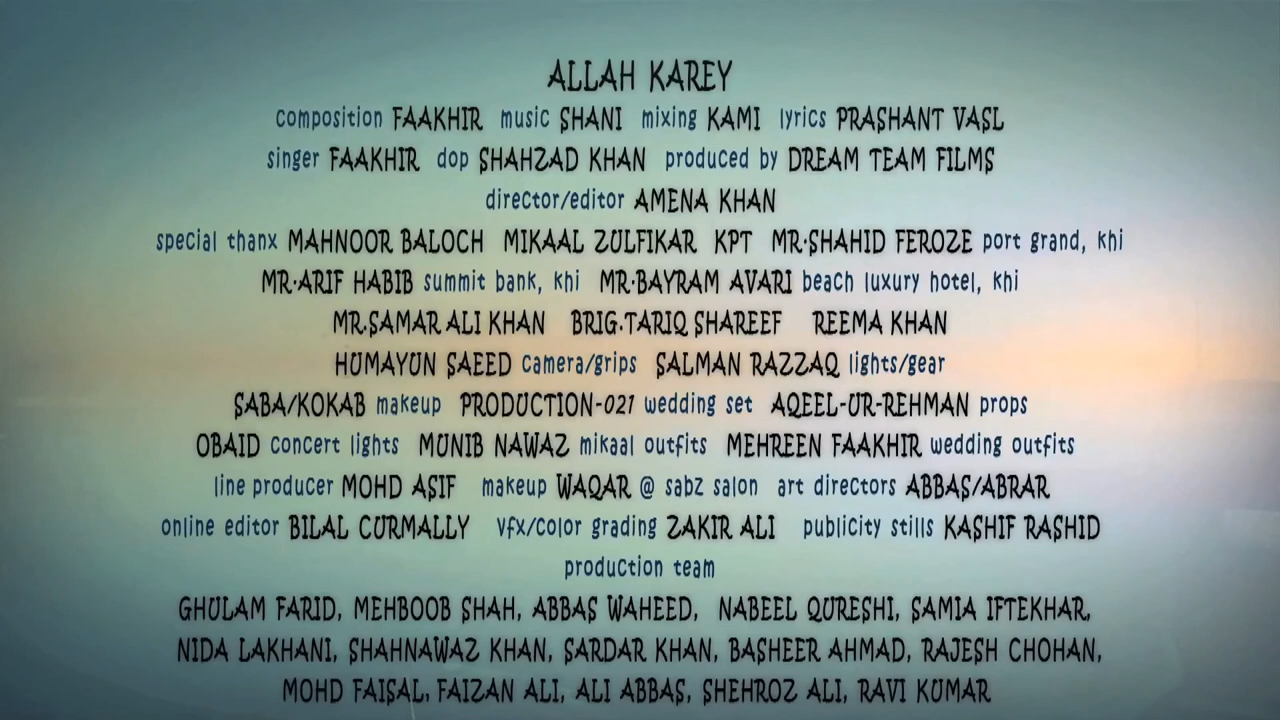 ALLAH KAREY
composition FAAKHIR music SHANI mixing KAMI lyrics PRASHANT VASL
singer FAAKHIR dop SHAHZAD KHAN produced by DREAM TEAM FILMS
director/editor AMENA KHAN
special thanx MAHNOOR BALOCH MIKAAL ZULFIKAR KPT MR.SHAHID FEROZE port grand, khi
MR.ARIF HABIB summit bank, khi MR.BAYRAM AVARI beach luxury hotel, khi
MR.SAMAR ALI KHAN BRIG.TARIQ SHAREEF REEMA KHAN
HUMAYUN SAEED camera/grips SALMAN RAZZAQ lights/gear
SABA/KOKAB makeup PRODUCTION-021 wedding set AQEEL-UR-REHMAN props
OBAID concert lights MUNIB NAWAZ mikaal outfits MEHREEN FAAKHIR wedding outfits
line producer MOHD ASIF makeup WAQAR @ sabz salon art directors ABBAS/ABRAR
online editor BILAL CURMALLY vfx/color grading ZAKIR ALI publicity stills KASHIF RASHID
production team
GHULAM FARID, MEHBOOB SHAH, ABBAS WAHEED, NABEEL QURESHI, SAMIA IFTEKHAR,
NIDA LAKHANI, SHAHNAWAZ KHAN, SARDAR KHAN, BASHEER AHMAD, RAJESH CHOHAN,
MOHD FAISAL, FAIZAN ALI, ALI ABBAS, SHEHROZ ALI, RAVI KUMAR